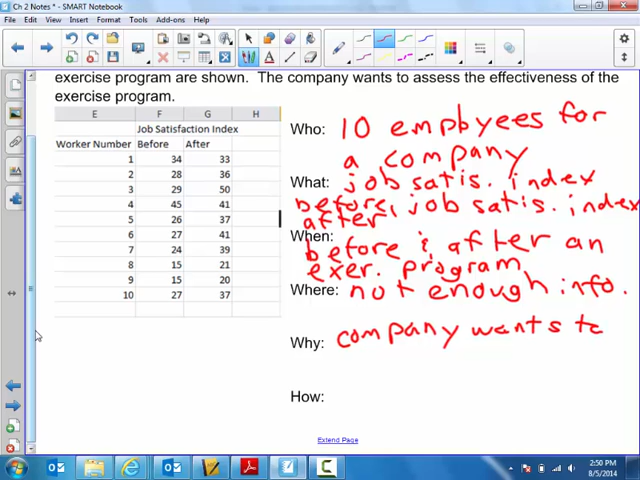 Ch 2 Notes * - SMART Notebook
File Edit View Insert Format Tools Add-ons Help
exercise program are shown. The company wants to assess the effectiveness of the
exercise program.
E F G H
Job Satisfaction Index
Worker Number Before After
1 34 33
2 28 36
3 29 50
4 45 41
5 26 37
6 27 41
7 24 39
8 15 21
9 15 20
10 27 37
Who: 10 employees for
a company
What: job satis. index
before, job satis. index
after
When: before & after an
exer. program
Where: not enough info.
Why: company wants to
How:
Extend Page
2:50 PM
8/5/2014